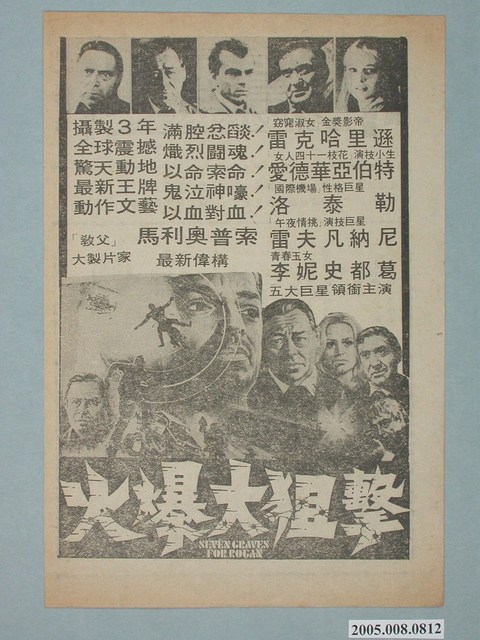 攝製3年
全球震撼
驚天動地
最新王牌
動作文藝
滿腔忿燄！
熾烈鬪魂！
以命索命！
鬼泣神嚎！
以血對血！
「敎父」
大製片家
馬利奧普索
最新偉構
窈窕淑女 金獎影帝
雷克哈里遜
女人四十一枝花 演技小生
愛德華亞伯特
「國際機場」性格巨星
洛泰勒
「午夜情挑」演技巨星
雷夫凡納尼
青春玉女
李妮史都葛
五大巨星領銜主演
火爆大狙擊
SEVEN GRAVES
FOR ROGAN
2005.008.0812